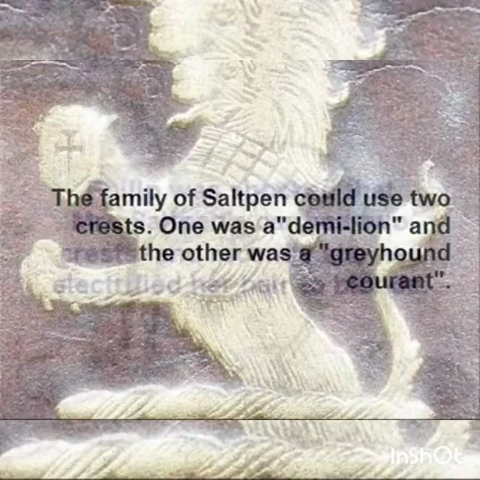 The family of Saltpen could use two
crests. One was a"demi-lion" and
the other was a "greyhound
courant".
InShOt